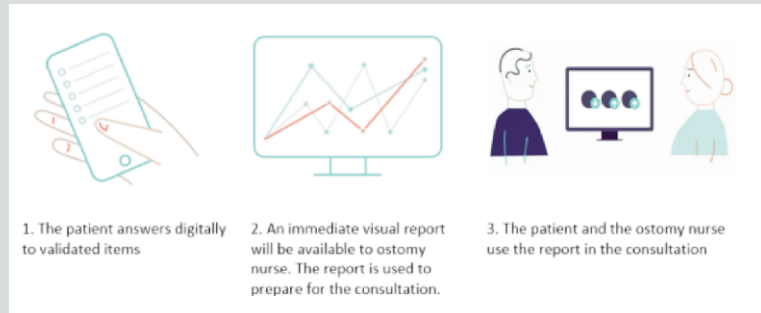 1. The patient answers digitally
to validated items
2. An immediate visual report
will be available to ostomy
nurse. The report is used to
prepare for the consultation.
3. The patient and the ostomy nurse
use the report in the consultation